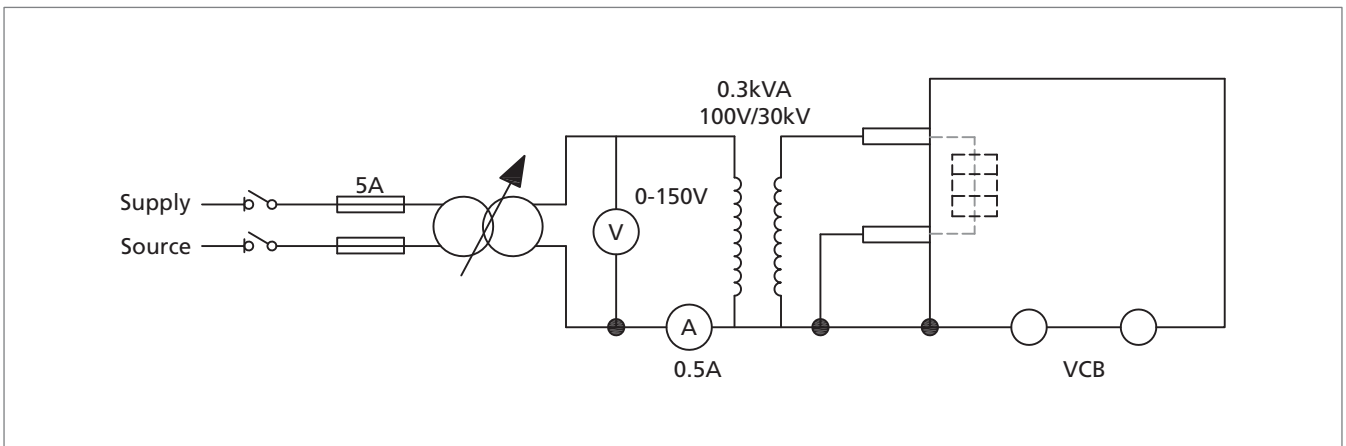 0.3kVA
100V/30kV
5A
Supply
0-150V
V
Source
A
0.5A
VCB